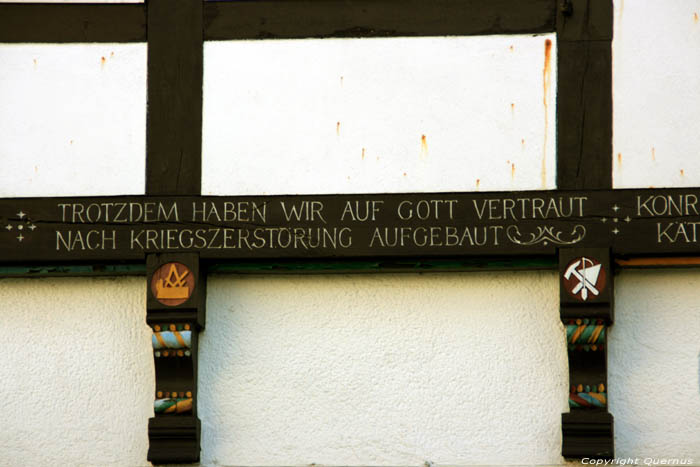 TROTZDEM HABEN WIR AUF GOTT VERTRAUT KONR
NACH KRIEGSZERSTÖRUNG AUFGEBAUT KAT
Copyright Quernus